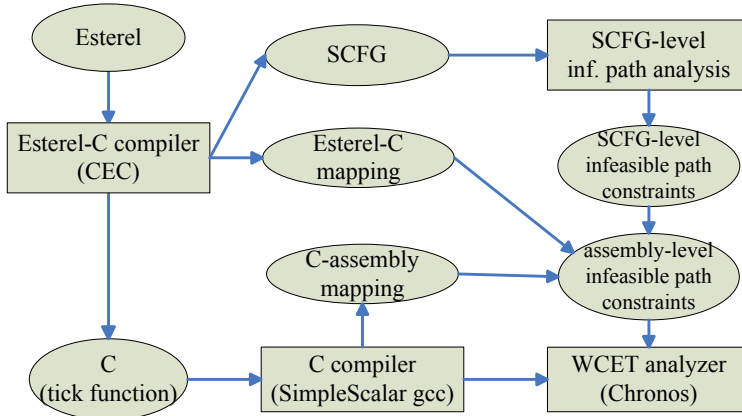 Esterel
SCFG
SCFG-level
inf. path analysis
Esterel-C compiler
(CEC)
Esterel-C
mapping
SCFG-level
infeasible path
constraints
C-assembly
mapping
assembly-level
infeasible path
constraints
C
(tick function)
C compiler
(SimpleScalar gcc)
WCET analyzer
(Chronos)